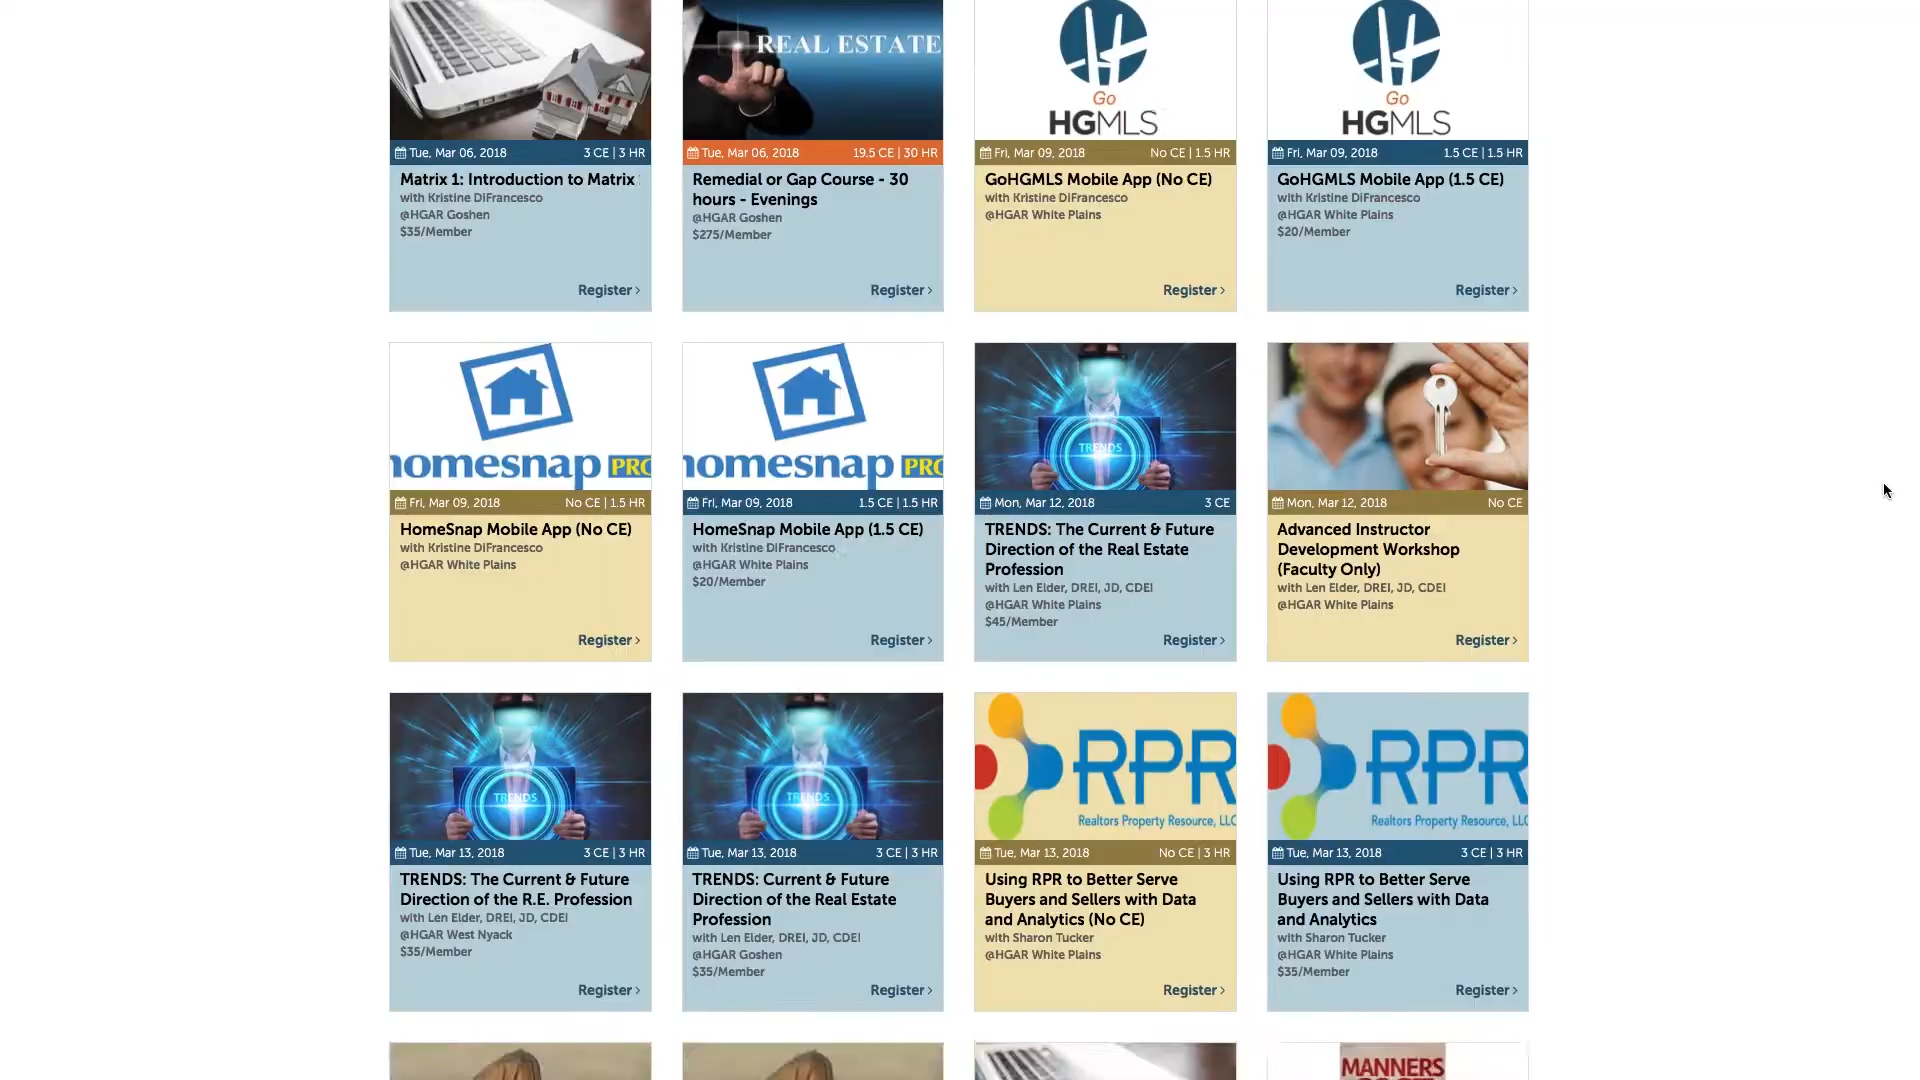 REAL ESTATE
Go
HGMLS
Go
HGMLS
Tue, Mar 06, 2018 3 CE | 3 HR
Matrix 1: Introduction to Matrix
with Kristine DiFrancesco
@HGAR Goshen
$35/Member
Register ›
Tue, Mar 06, 2018 19.5 CE | 30 HR
Remedial or Gap Course - 30
hours - Evenings
@HGAR Goshen
$275/Member
Register ›
Fri, Mar 09, 2018 No CE | 1.5 HR
GoHGMLS Mobile App (No CE)
with Kristine DiFrancesco
@HGAR White Plains
Register ›
Fri, Mar 09, 2018 1.5 CE | 1.5 HR
GoHGMLS Mobile App (1.5 CE)
with Kristine DiFrancesco
@HGAR White Plains
$20/Member
Register ›
homesnap PRO
Fri, Mar 09, 2018 No CE | 1.5 HR
HomeSnap Mobile App (No CE)
with Kristine DiFrancesco
@HGAR White Plains
Register ›
homesnap PRO
Fri, Mar 09, 2018 1.5 CE | 1.5 HR
HomeSnap Mobile App (1.5 CE)
with Kristine DiFrancesco
@HGAR White Plains
$20/Member
Register ›
TRENDS
Mon, Mar 12, 2018 3 CE
TRENDS: The Current & Future
Direction of the Real Estate
Profession
with Len Elder, DREI, JD, CDEI
@HGAR White Plains
$45/Member
Register ›
Mon, Mar 12, 2018 No CE
Advanced Instructor
Development Workshop
(Faculty Only)
with Len Elder, DREI, JD, CDEI
@HGAR White Plains
Register ›
TRENDS
Tue, Mar 13, 2018 3 CE | 3 HR
TRENDS: The Current & Future
Direction of the R.E. Profession
with Len Elder, DREI, JD, CDEI
@HGAR West Nyack
$35/Member
Register ›
TRENDS
Tue, Mar 13, 2018 3 CE | 3 HR
TRENDS: Current & Future
Direction of the Real Estate
Profession
with Len Elder, DREI, JD, CDEI
@HGAR Goshen
$35/Member
Register ›
RPR
Realtors Property Resource, LLC
Tue, Mar 13, 2018 No CE | 3 HR
Using RPR to Better Serve
Buyers and Sellers with Data
and Analytics (No CE)
with Sharon Tucker
@HGAR White Plains
Register ›
RPR
Realtors Property Resource, LLC
Tue, Mar 13, 2018 3 CE | 3 HR
Using RPR to Better Serve
Buyers and Sellers with Data
and Analytics
with Sharon Tucker
@HGAR White Plains
$35/Member
Register ›
MANNERS